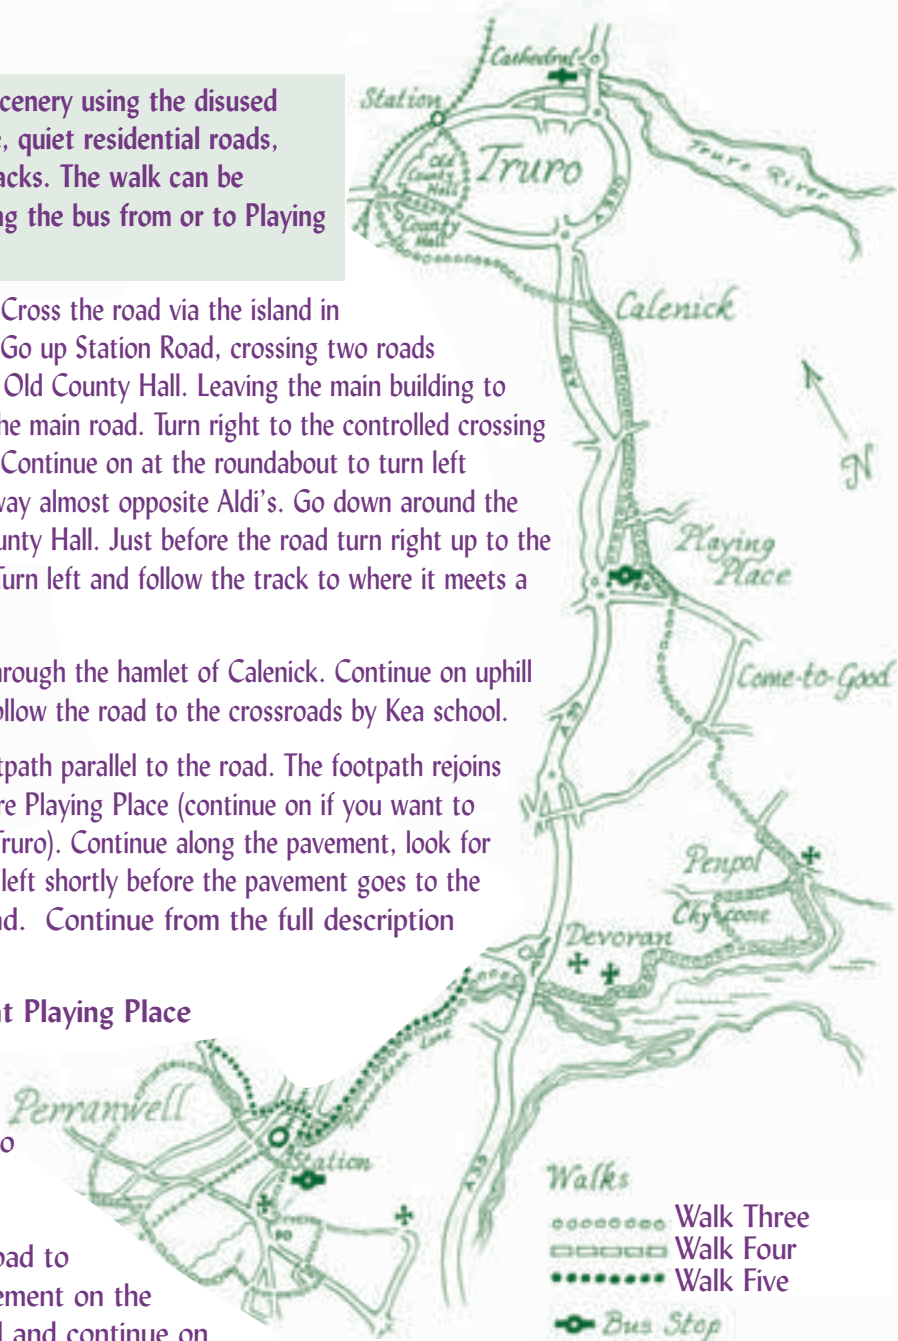 cenery using the disused
, quiet residential roads,
acks. The walk can be
ng the bus from or to Playing
Cross the road via the island in
Go up Station Road, crossing two roads
Old County Hall. Leaving the main building to
he main road. Turn right to the controlled crossing
Continue on at the roundabout to turn left
way almost opposite Aldi's. Go down around the
unty Hall. Just before the road turn right up to the
Turn left and follow the track to where it meets a
hrough the hamlet of Calenick. Continue on uphill
ollow the road to the crossroads by Kea school.
tpath parallel to the road. The footpath rejoins
re Playing Place (continue on if you want to
Truro). Continue along the pavement, look for
left shortly before the pavement goes to the
nd. Continue from the full description
at Playing Place
o
oad to
ement on the
d and continue on
Cathedral
Station
Old
County
Hall
Truro
Truro River
A39
County
Hall
Calenick
A39
N
Playing
Place
PO
Come-to-Good
A39
Penpol
Chycoose
Devoran
Lane
Perranwell
Station
PO
A39
Walks
Walk Three
Walk Four
Walk Five
Bus Stop